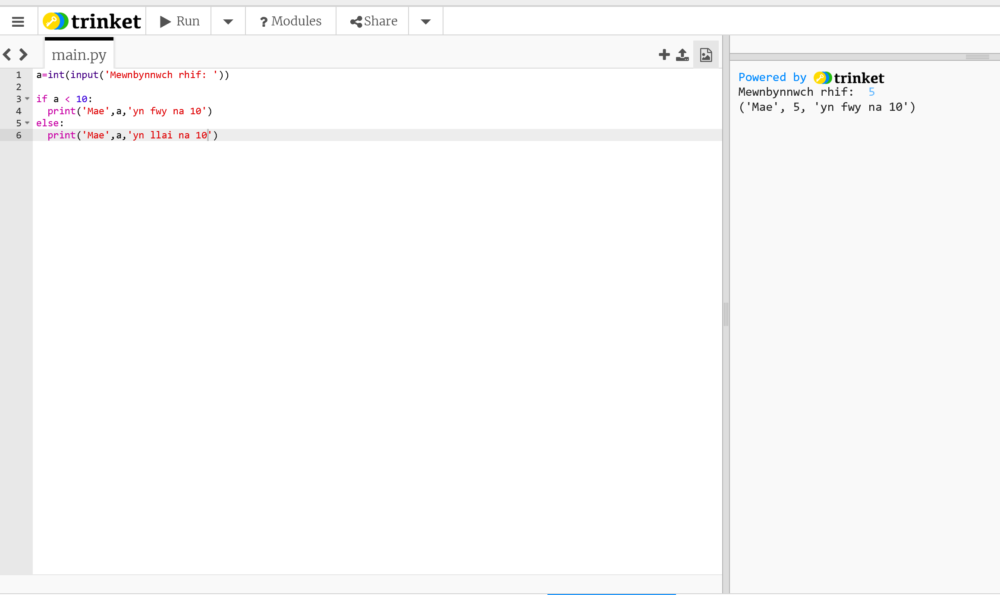 trinket Run ? Modules Share
main.py
1 a=int(input('Mewnbynnwch rhif: '))
2
3 if a < 10:
4   print('Mae',a,'yn fwy na 10')
5 else:
6   print('Mae',a,'yn llai na 10')
Powered by trinket
Mewnbynnwch rhif:  5
('Mae', 5, 'yn fwy na 10')